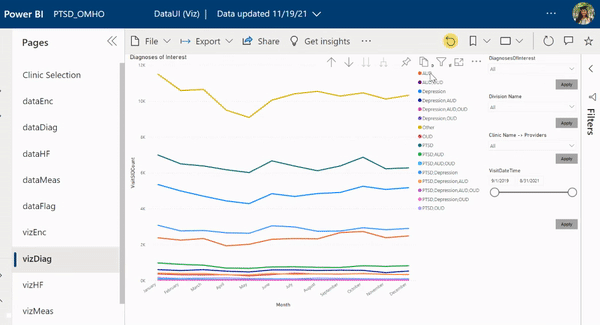 Power BI PTSD_OMHO DataUI (Viz) | Data updated 11/19/21
Pages
Clinic Selection
dataEnc
dataDiag
dataHF
dataMeas
dataFlag
vizEnc
vizDiag
vizHF
vizMeas
File Export Share Get insights
Diagnoses of Interest
VisitSIDCount
12K
10K
8K
6K
4K
2K
0K
January
February
March
April
May
June
July
August
September
October
November
December
Month
AUD
AUD,OUD
Depression
Depression,AUD
Depression,AUD,OUD
Depression,OUD
Other
OUD
PTSD
PTSD,AUD
PTSD,AUD,OUD
PTSD,Depression
PTSD,Depression,AUD
PTSD,Depression,AUD,OUD
PTSD,Depression,OUD
PTSD,OUD
DiagnosesOfInterest
All
Apply
Division Name
All
Apply
Clinic Name -> Providers
All
Apply
VisitDateTime
9/1/2019 8/31/2021
Apply
Filters